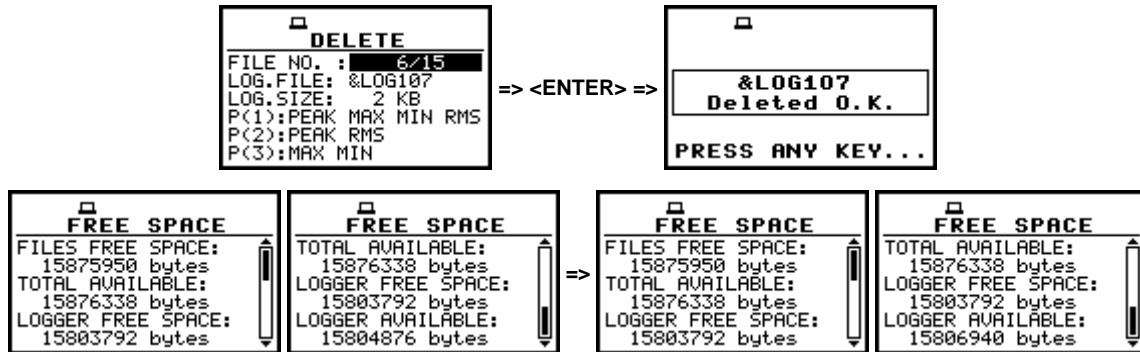 DELETE
FILE NO. : 6/15
LOG.FILE: &LOG107
LOG.SIZE: 2 KB
P(1):PEAK MAX MIN RMS
P(2):PEAK RMS
P(3):MAX MIN
=> <ENTER> =>
&LOG107
Deleted O.K.
PRESS ANY KEY...
FREE SPACE
FILES FREE SPACE:
15875950 bytes
TOTAL AVAILABLE:
15876338 bytes
LOGGER FREE SPACE:
15803792 bytes
FREE SPACE
TOTAL AVAILABLE:
15876338 bytes
LOGGER FREE SPACE:
15803792 bytes
LOGGER AVAILABLE:
15804876 bytes
=>
FREE SPACE
FILES FREE SPACE:
15875950 bytes
TOTAL AVAILABLE:
15876338 bytes
LOGGER FREE SPACE:
15803792 bytes
FREE SPACE
TOTAL AVAILABLE:
15876338 bytes
LOGGER FREE SPACE:
15803792 bytes
LOGGER AVAILABLE:
15806940 bytes